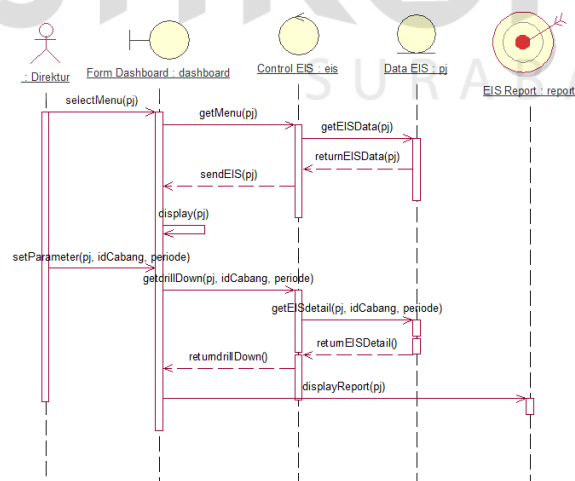 : Direktur
Form Dashboard : dashboard
Control EIS : eis
Data EIS : pj
EIS Report : report
SURABA
selectMenu(pj)
getMenu(pj)
getEISData(pj)
returnEISData(pj)
sendEIS(pj)
display(pj)
setParameter(pj, idCabang, periode)
getdrillDown(pj, idCabang, periode)
getEISdetail(pj, idCabang, periode)
returnEISDetail()
returndrillDown()
displayReport(pj)